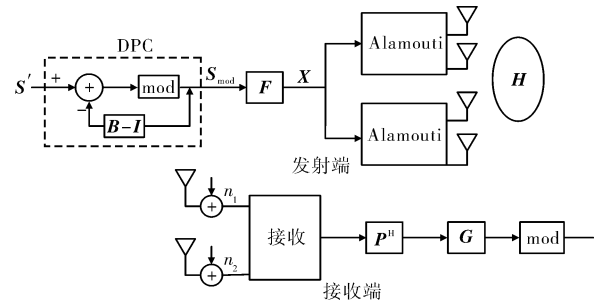 DPC
S′ + + − mod S_mod F X Alamouti H
B−I
Alamouti
发射端
n_1
+
接收 P^H G mod
n_2
+
接收端